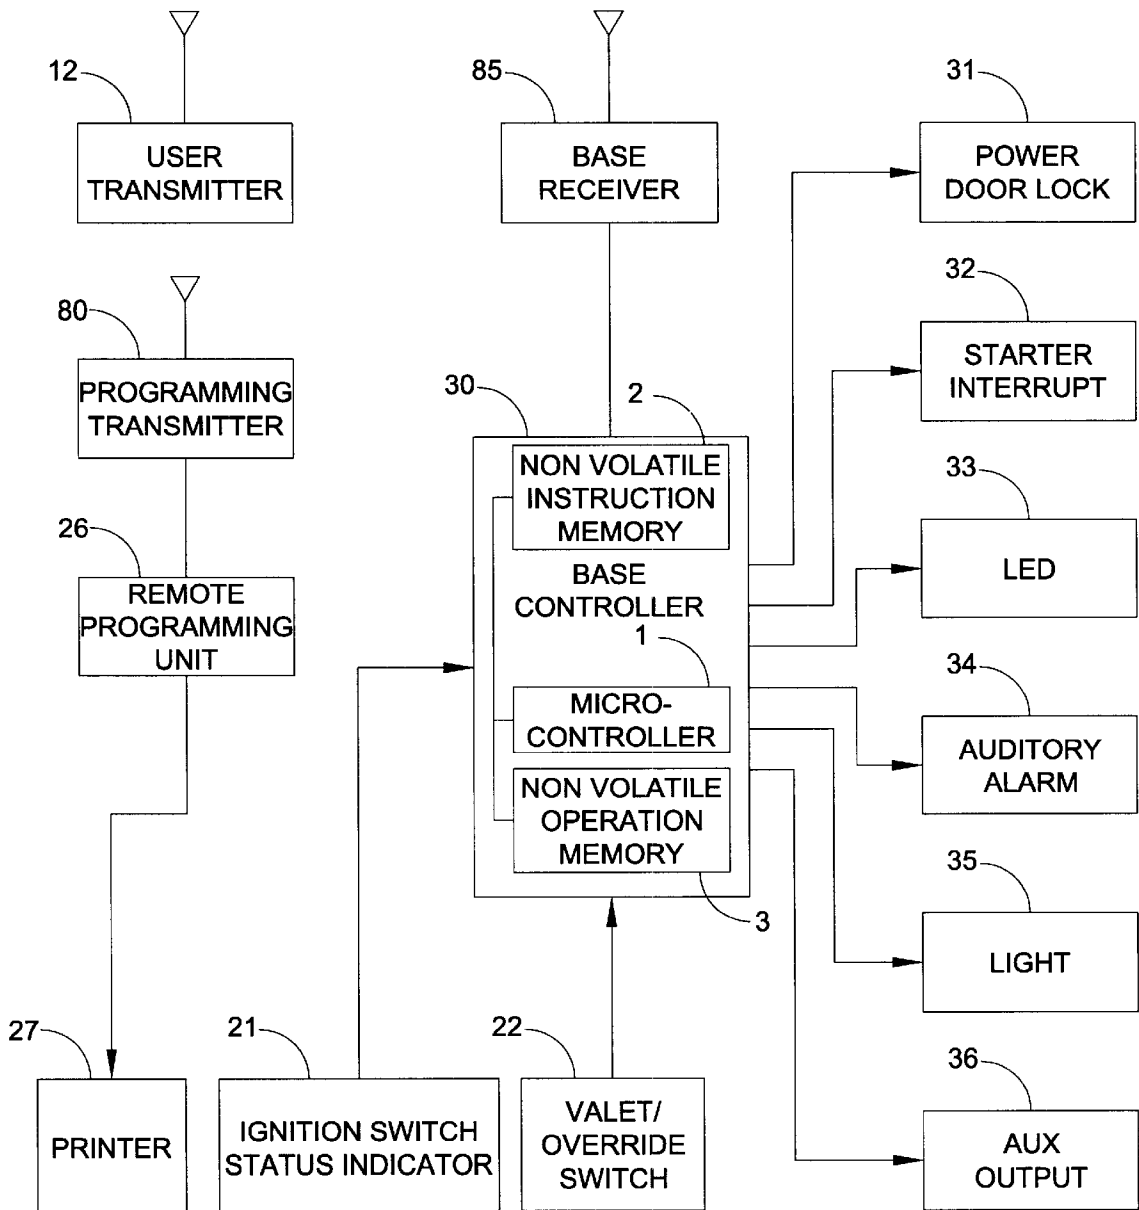 12
USER
TRANSMITTER
85
BASE
RECEIVER
31
POWER
DOOR LOCK
80
PROGRAMMING
TRANSMITTER
32
STARTER
INTERRUPT
30
2
NON VOLATILE
INSTRUCTION
MEMORY
BASE
CONTROLLER
1
MICRO-
CONTROLLER
NON VOLATILE
OPERATION
MEMORY
3
26
REMOTE
PROGRAMMING
UNIT
33
LED
34
AUDITORY
ALARM
35
LIGHT
27
PRINTER
21
IGNITION SWITCH
STATUS INDICATOR
22
VALET/
OVERRIDE
SWITCH
36
AUX
OUTPUT